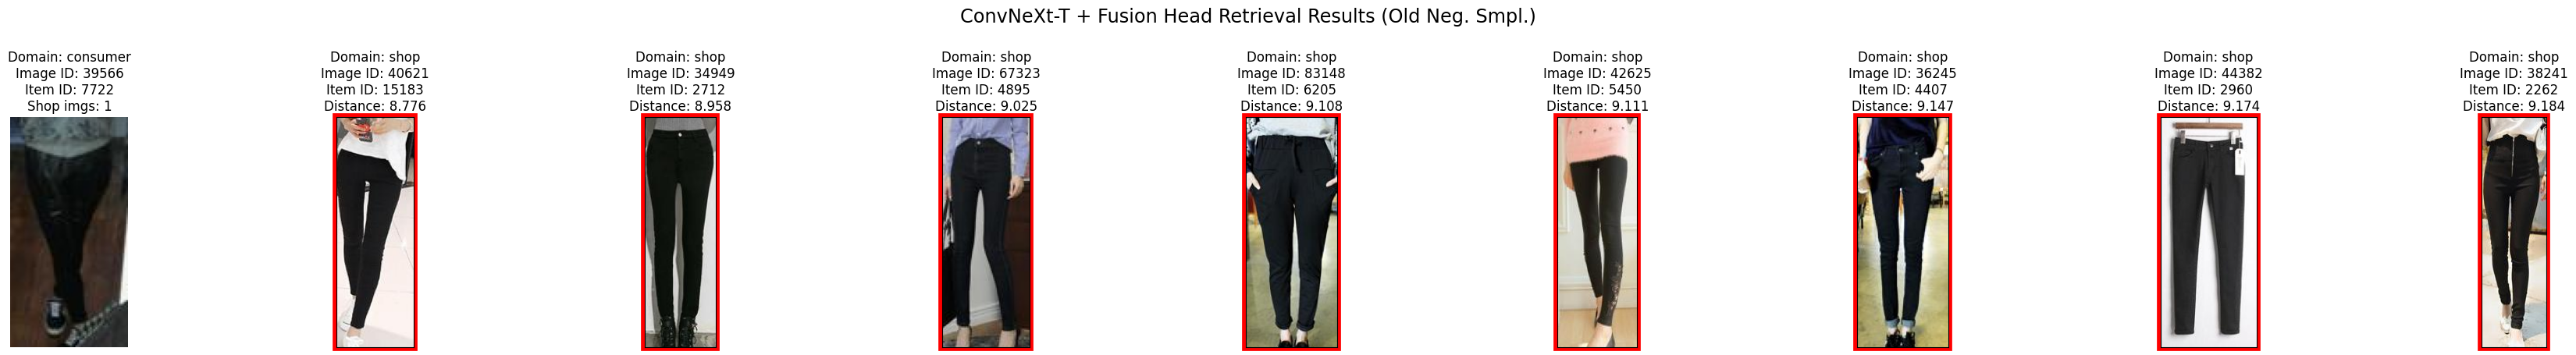 ConvNeXt-T + Fusion Head Retrieval Results (Old Neg. Smpl.)
Domain: consumer
Image ID: 39566
Item ID: 7722
Shop imgs: 1
Domain: shop
Image ID: 40621
Item ID: 15183
Distance: 8.776
Domain: shop
Image ID: 34949
Item ID: 2712
Distance: 8.958
Domain: shop
Image ID: 67323
Item ID: 4895
Distance: 9.025
Domain: shop
Image ID: 83148
Item ID: 6205
Distance: 9.108
Domain: shop
Image ID: 42625
Item ID: 5450
Distance: 9.111
Domain: shop
Image ID: 36245
Item ID: 4407
Distance: 9.147
Domain: shop
Image ID: 44382
Item ID: 2960
Distance: 9.174
Domain: shop
Image ID: 38241
Item ID: 2262
Distance: 9.184